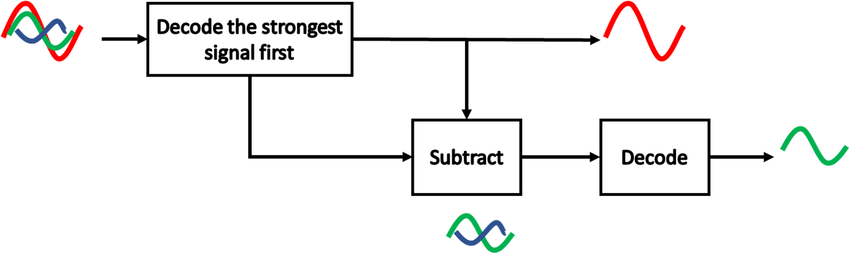 Decode the strongest
signal first
Subtract
Decode